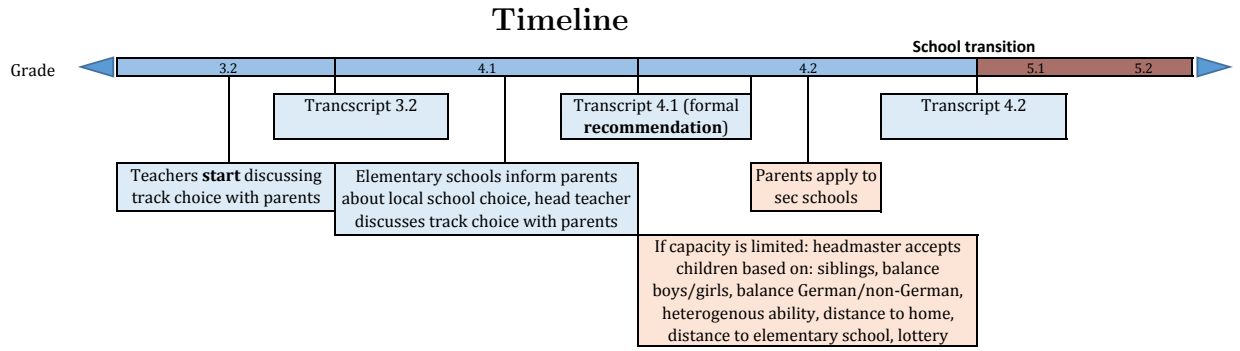 Timeline
School transition
Grade
3.2
4.1
4.2
5.1
5.2
Trancscript 3.2
Transcript 4.1 (formal
recommendation)
Transcript 4.2
Teachers start discussing
track choice with parents
Elementary schools inform parents
about local school choice, head teacher
discusses track choice with parents
Parents apply to
sec schools
If capacity is limited: headmaster accepts
children based on: siblings, balance
boys/girls, balance German/non-German,
heterogenous ability, distance to home,
distance to elementary school, lottery